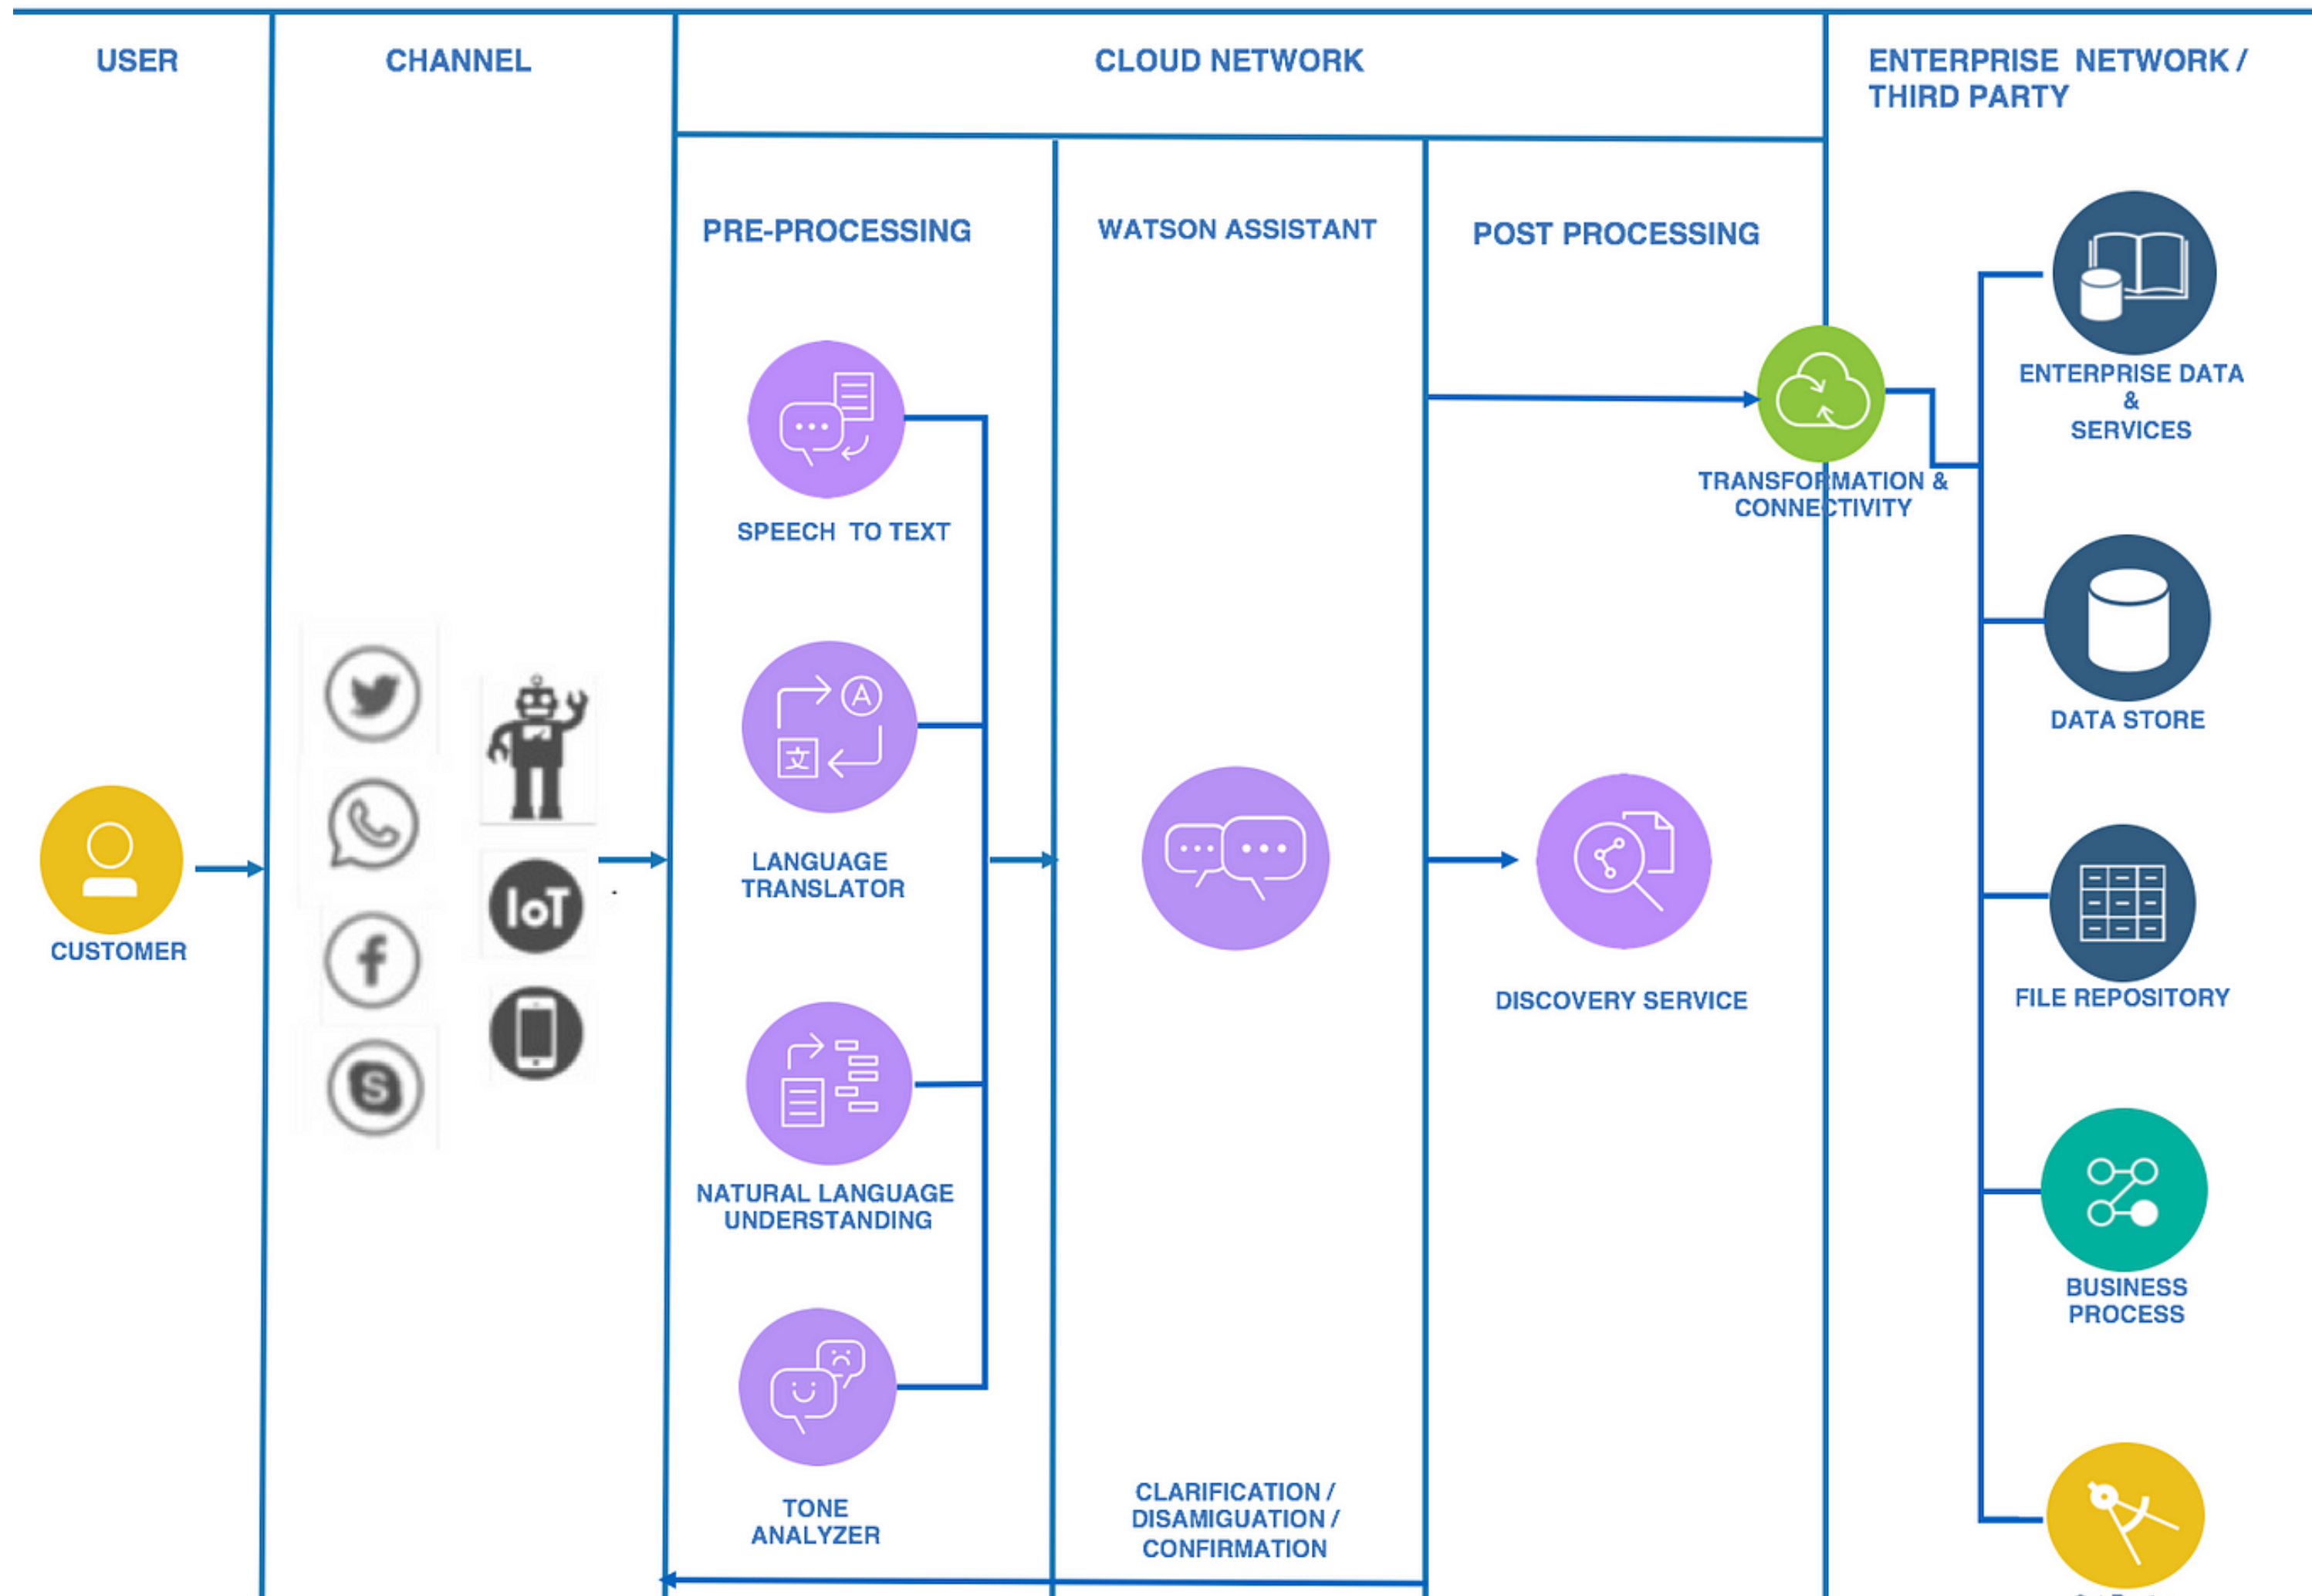 USER
CHANNEL
CLOUD NETWORK
ENTERPRISE NETWORK /
THIRD PARTY
PRE-PROCESSING
WATSON ASSISTANT
POST PROCESSING
SPEECH TO TEXT
LANGUAGE
TRANSLATOR
NATURAL LANGUAGE
UNDERSTANDING
TONE
ANALYZER
CUSTOMER
IoT
A
文
f
S
CLARIFICATION /
DISAMIGUATION /
CONFIRMATION
TRANSFORMATION &
CONNECTIVITY
DISCOVERY SERVICE
ENTERPRISE DATA
&
SERVICES
DATA STORE
FILE REPOSITORY
BUSINESS
PROCESS